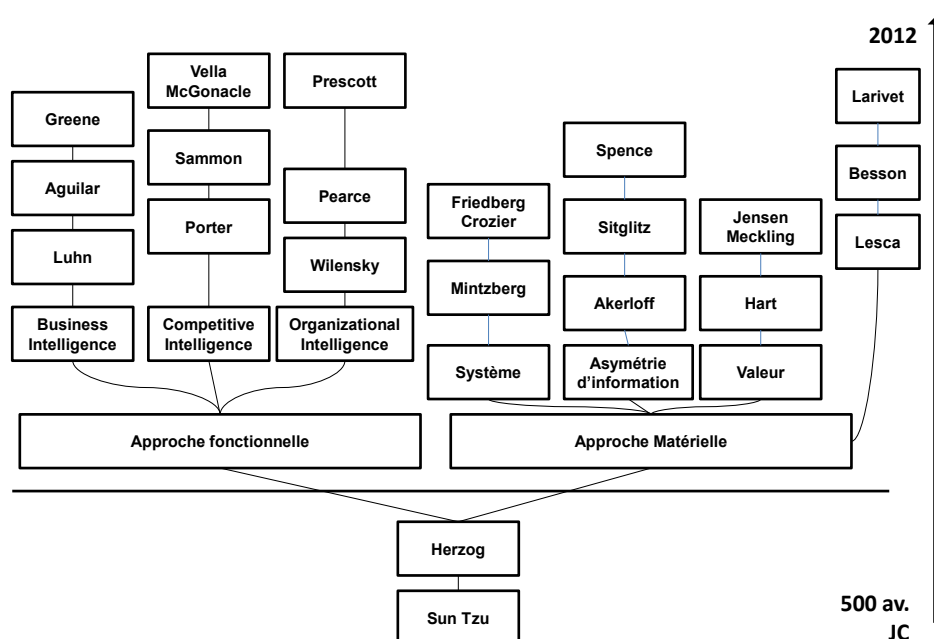 2012
Vella
McGonacle
Prescott
Larivet
Greene
Spence
Sammon
Besson
Aguilar
Pearce
Friedberg
Crozier
Porter
Sitglitz
Jensen
Meckling
Lesca
Luhn
Wilensky
Mintzberg
Akerloff
Hart
Business
Intelligence
Competitive
Intelligence
Organizational
Intelligence
Système
Asymétrie
d’information
Valeur
Approche fonctionnelle
Approche Matérielle
Herzog
Sun Tzu
500 av.
JC